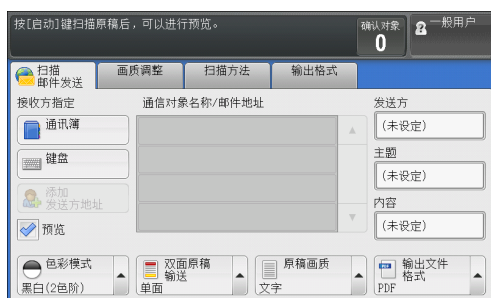 按[启动]键扫描原稿后，可以进行预览。
确认对象
0
一般用户
扫描
邮件发送
画质调整
扫描方法
输出格式
接收方指定
通信对象名称/邮件地址
发送方
通讯簿
(未设定)
键盘
主题
(未设定)
添加
发送方地址
内容
预览
(未设定)
色彩模式
黑白(2色阶)
双面原稿
输送
单面
原稿画质
文字
输出文件
格式
PDF